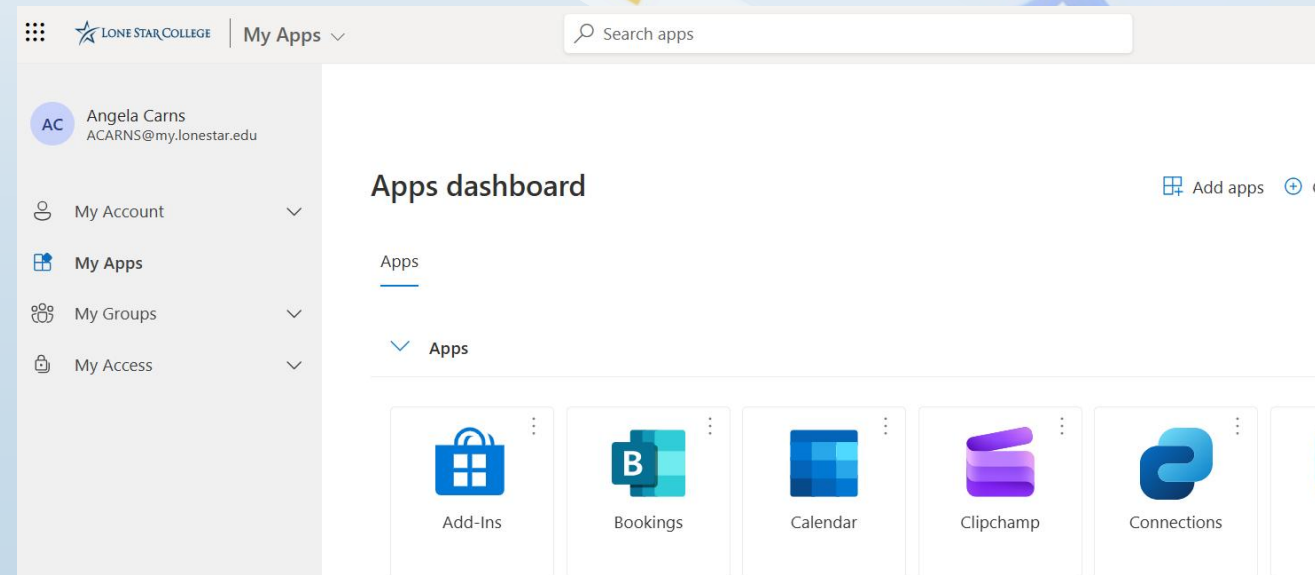 LONE STAR COLLEGE
My Apps
Search apps
AC
Angela Carns
ACARNS@my.lonestar.edu
My Account
My Apps
My Groups
My Access
Apps dashboard
Add apps
Apps
Apps
B
Add-Ins
Bookings
Calendar
Clipchamp
Connections